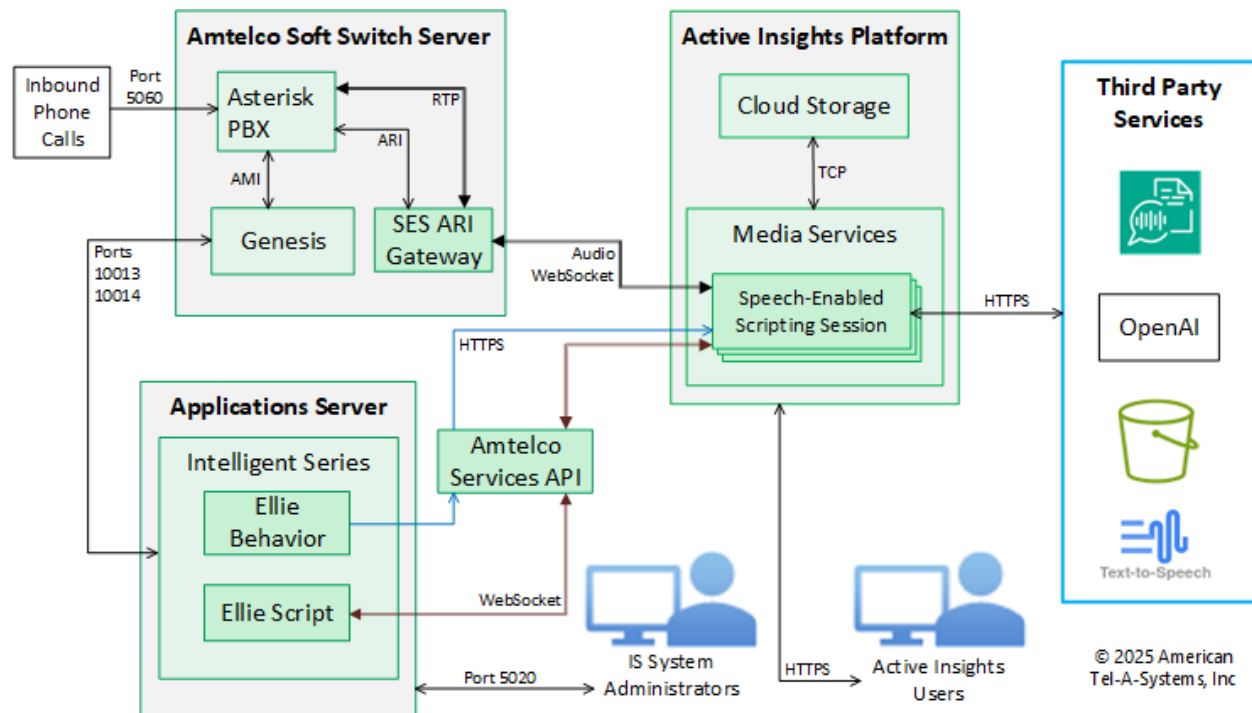 Amtelco Soft Switch Server
Inbound
Phone
Calls
Port
5060
Asterisk
PBX
RTP
ARI
AMI
Genesis
SES ARI
Gateway
Ports
10013
10014
Active Insights Platform
Cloud Storage
TCP
Media Services
Audio
WebSocket
Speech-Enabled
Scripting Session
HTTPS
HTTPS
Third Party
Services
OpenAI
Text-to-Speech
Applications Server
Intelligent Series
Ellie
Behavior
Ellie Script
Amtelco
Services API
WebSocket
Port 5020
IS System
Administrators
HTTPS
Active Insights
Users
© 2025 American
Tel-A-Systems, Inc